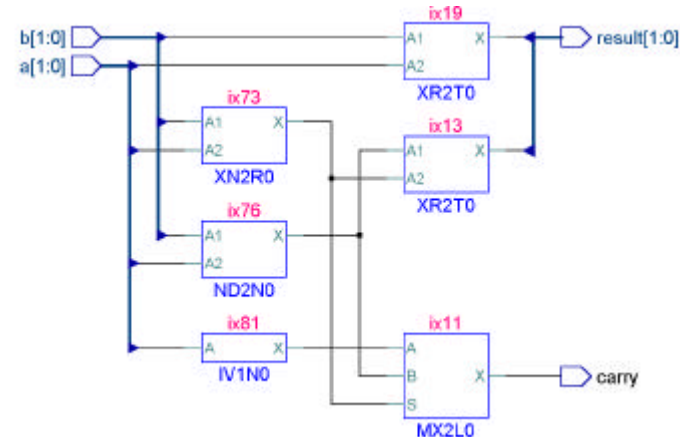 ix19
b[1:0]
A1
X
result[1:0]
a[1:0]
A2
XR2T0
ix73
A1
X
A2
XN2R0
ix13
A1
X
A2
XR2T0
ix76
A1
X
A2
ND2N0
ix81
A
X
IV1N0
ix11
A
B
X
S
MX2L0
carry